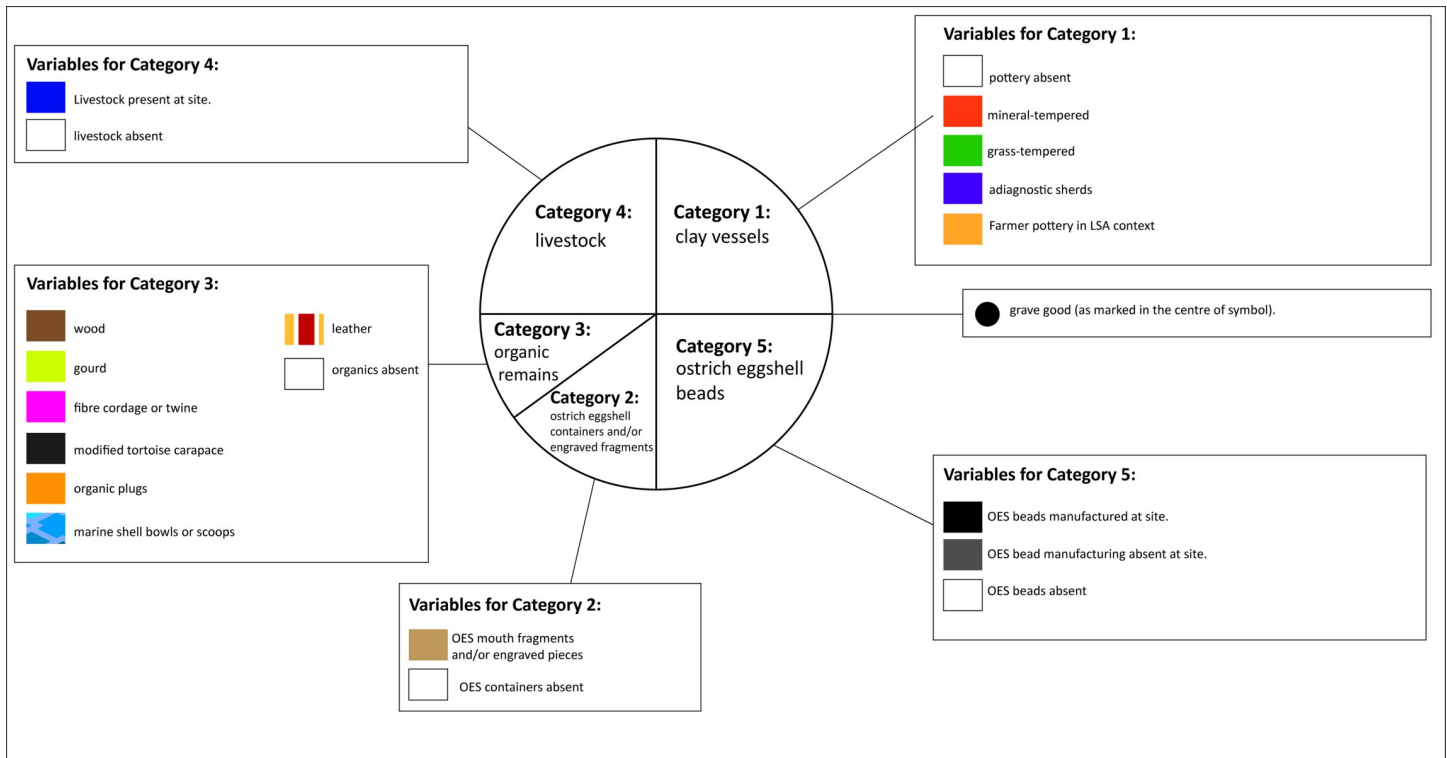 Variables for Category 4:
Livestock present at site.
livestock absent
Variables for Category 1:
pottery absent
mineral-tempered
grass-tempered
adiagnostic sherds
Farmer pottery in LSA context
Category 4:
livestock
Category 1:
clay vessels
Variables for Category 3:
wood
gourd
fibre cordage or twine
modified tortoise carapace
organic plugs
marine shell bowls or scoops
leather
organics absent
Category 3:
organic
remains
Category 2:
ostrich eggshell
containers and/or
engraved fragments
Category 5:
ostrich eggshell
beads
grave good (as marked in the centre of symbol).
Variables for Category 5:
OES beads manufactured at site.
OES bead manufacturing absent at site.
OES beads absent
Variables for Category 2:
OES mouth fragments
and/or engraved pieces
OES containers absent